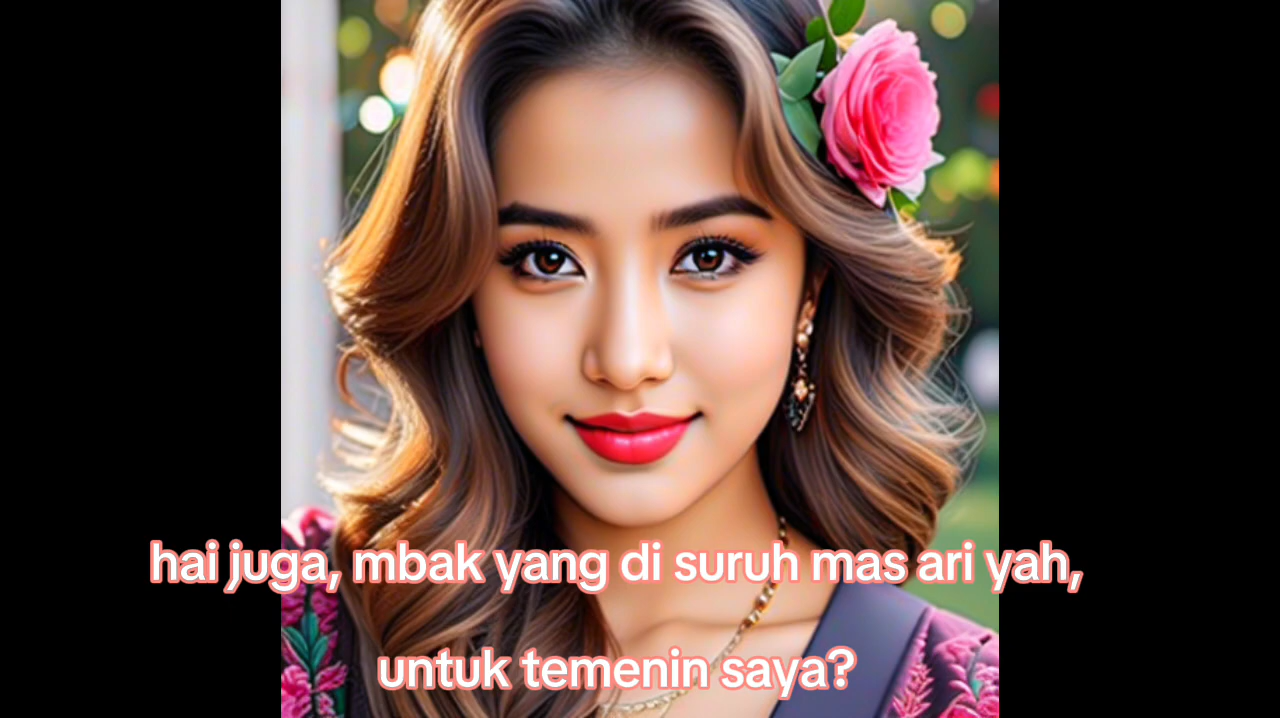 hai juga, mbak yang di suruh mas ari yah,
untuk temenin saya?